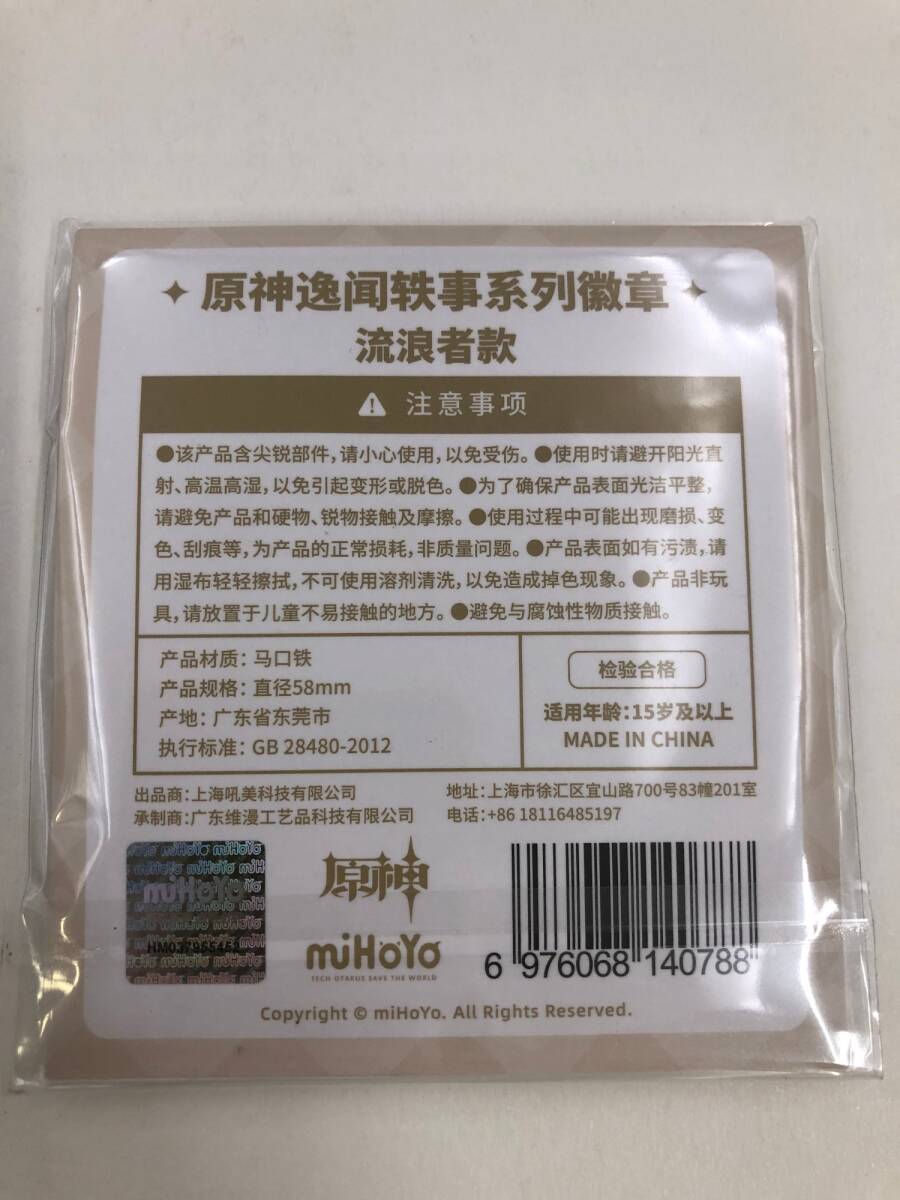 原神逸闻轶事系列徽章
流浪者款
注意事项
●该产品含尖锐部件，请小心使用，以免受伤。●使用时请避开阳光直
射、高温高湿，以免引起变形或脱色。●为了确保产品表面光洁平整，
请避免产品和硬物、锐物接触及摩擦。●使用过程中可能出现磨损、变
色、刮痕等，为产品的正常损耗，非质量问题。●产品表面如有污渍，请
用湿布轻轻擦拭，不可使用溶剂清洗，以免造成掉色现象。●产品非玩
具，请放置于儿童不易接触的地方。●避免与腐蚀性物质接触。
产品材质：马口铁
产品规格：直径58mm
产地：广东省东莞市
执行标准：GB 28480-2012
检验合格
适用年龄：15岁及以上
MADE IN CHINA
出品商：上海吼美科技有限公司
承制商：广东维漫工艺品科技有限公司
地址：上海市徐汇区宜山路700号83幢201室
电话：+86 18116485197
miHoYo
原神
miHoYo
TECH OTAKUS SAVE THE WORLD
6 976068 140788
Copyright © miHoYo. All Rights Reserved.